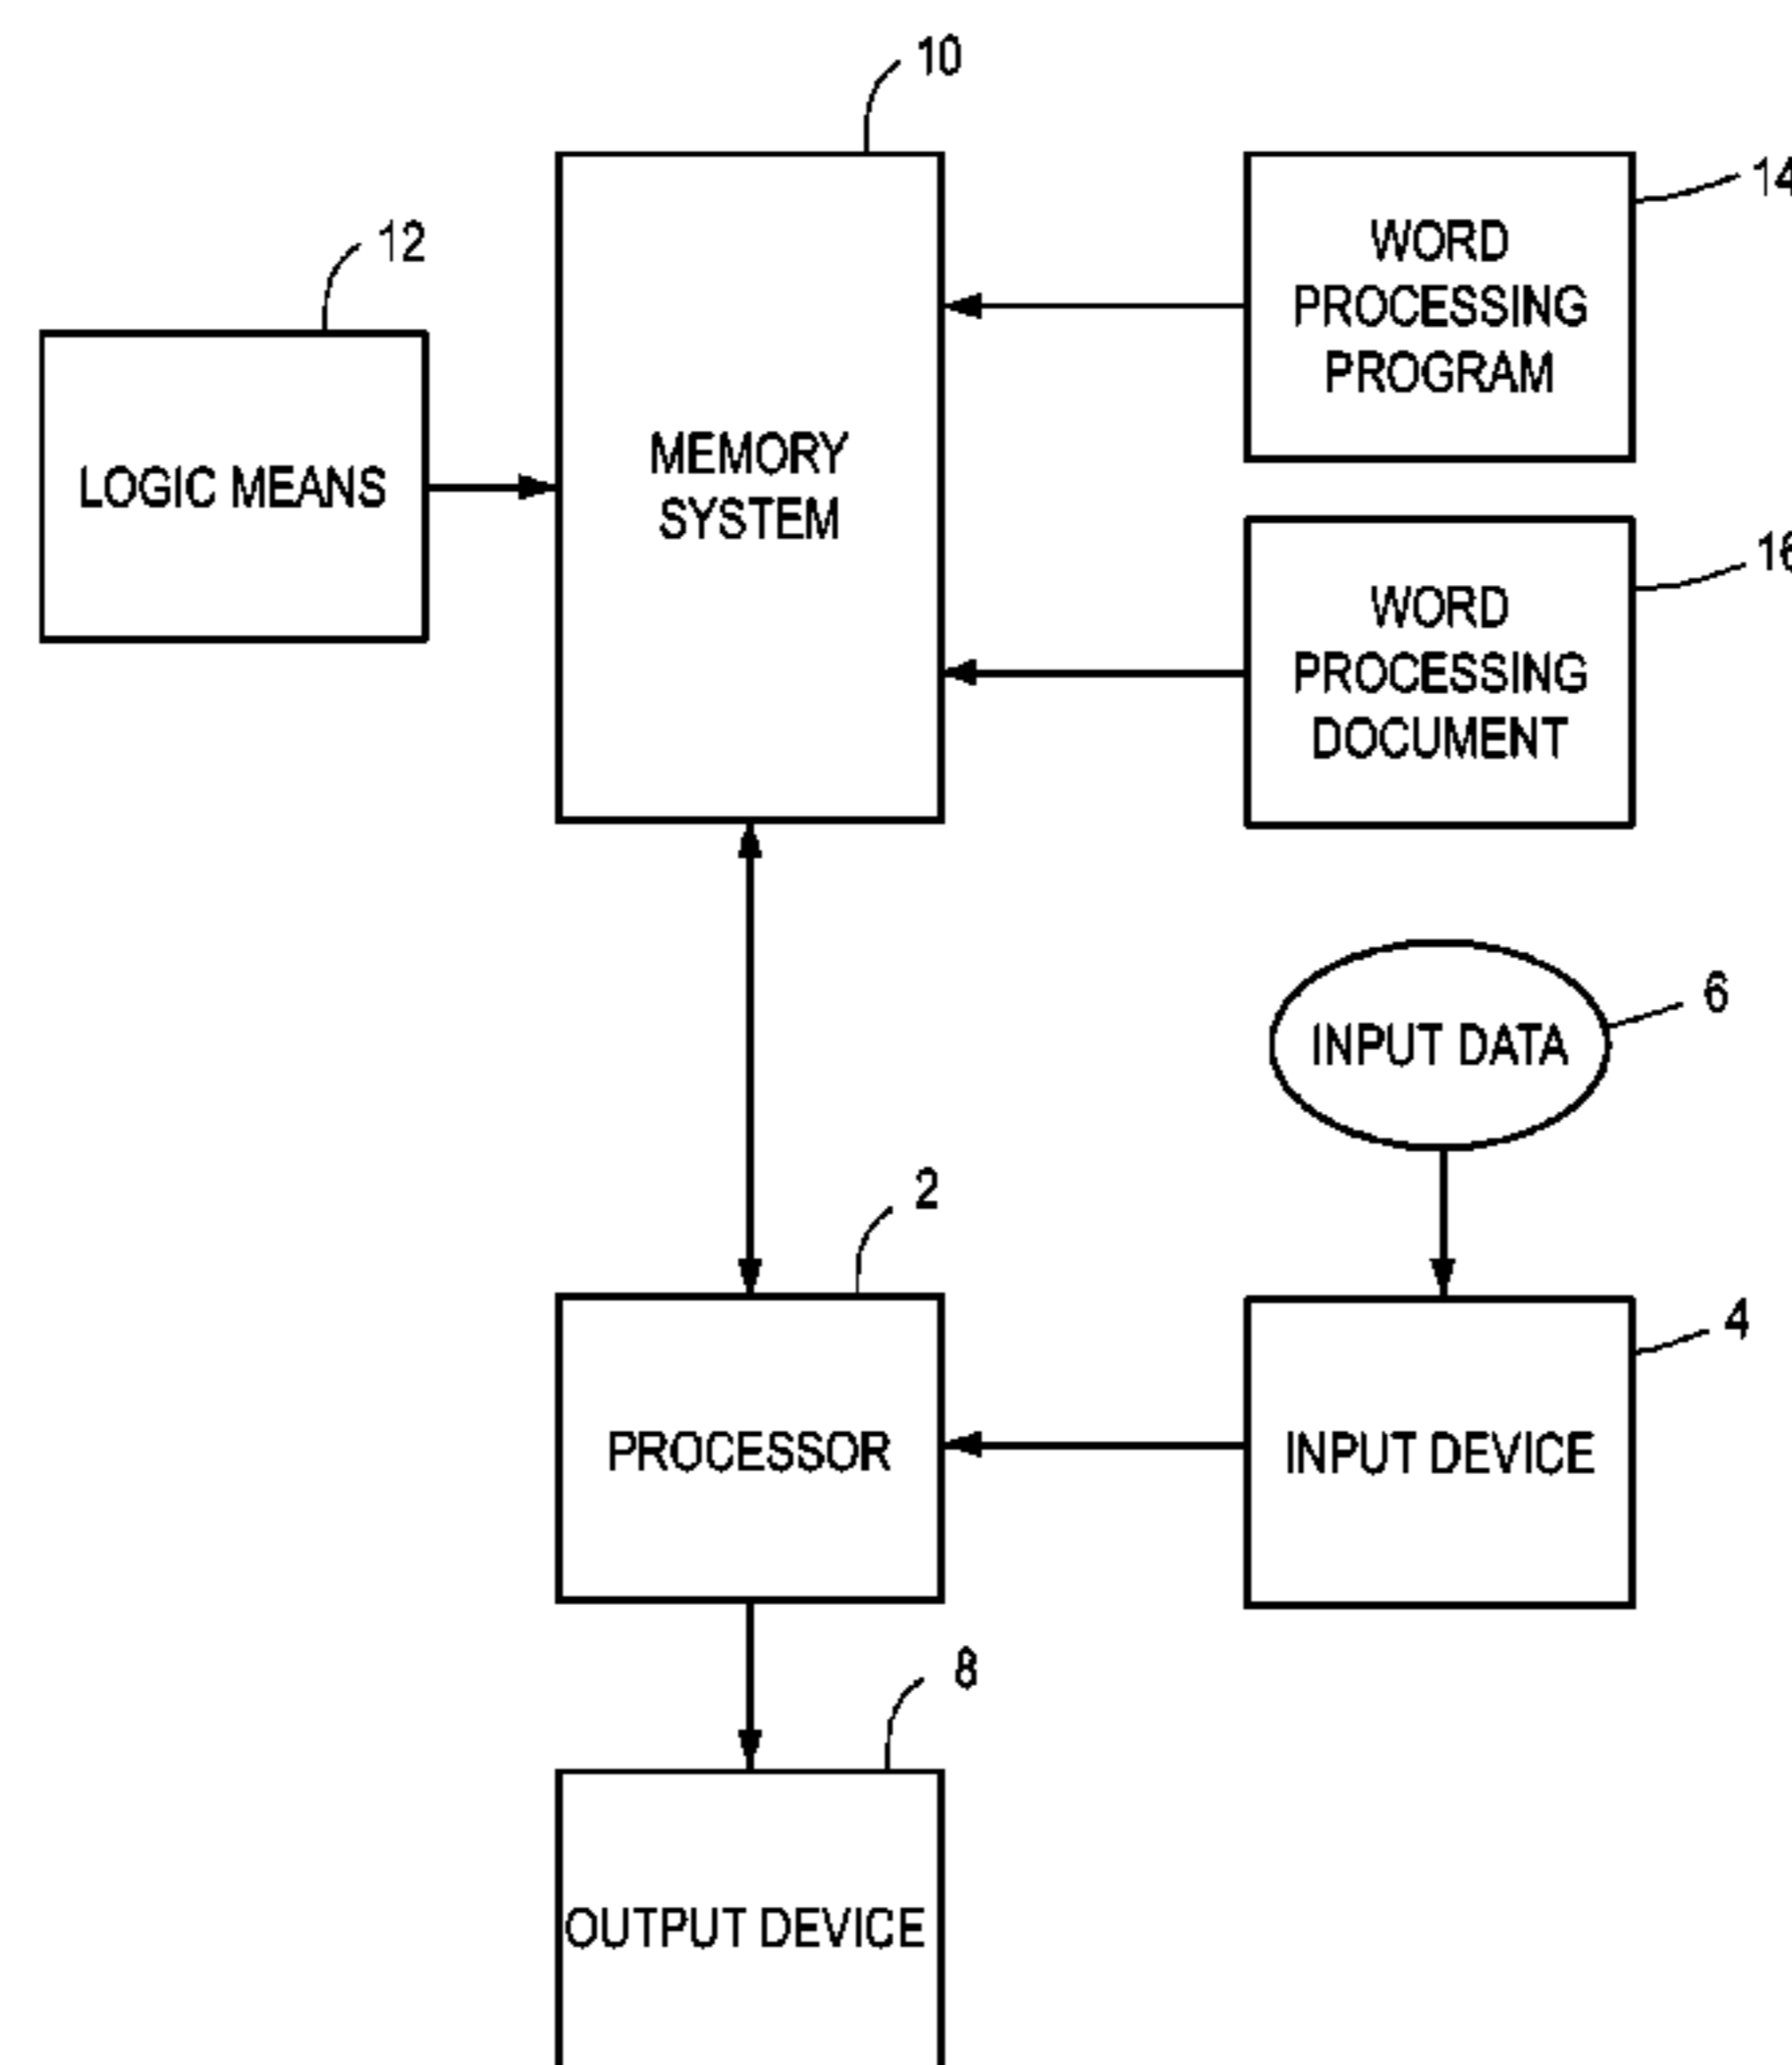 10
14
WORD
PROCESSING
PROGRAM
12
LOGIC MEANS
MEMORY
SYSTEM
16
WORD
PROCESSING
DOCUMENT
6
INPUT DATA
2
4
PROCESSOR
INPUT DEVICE
8
OUTPUT DEVICE